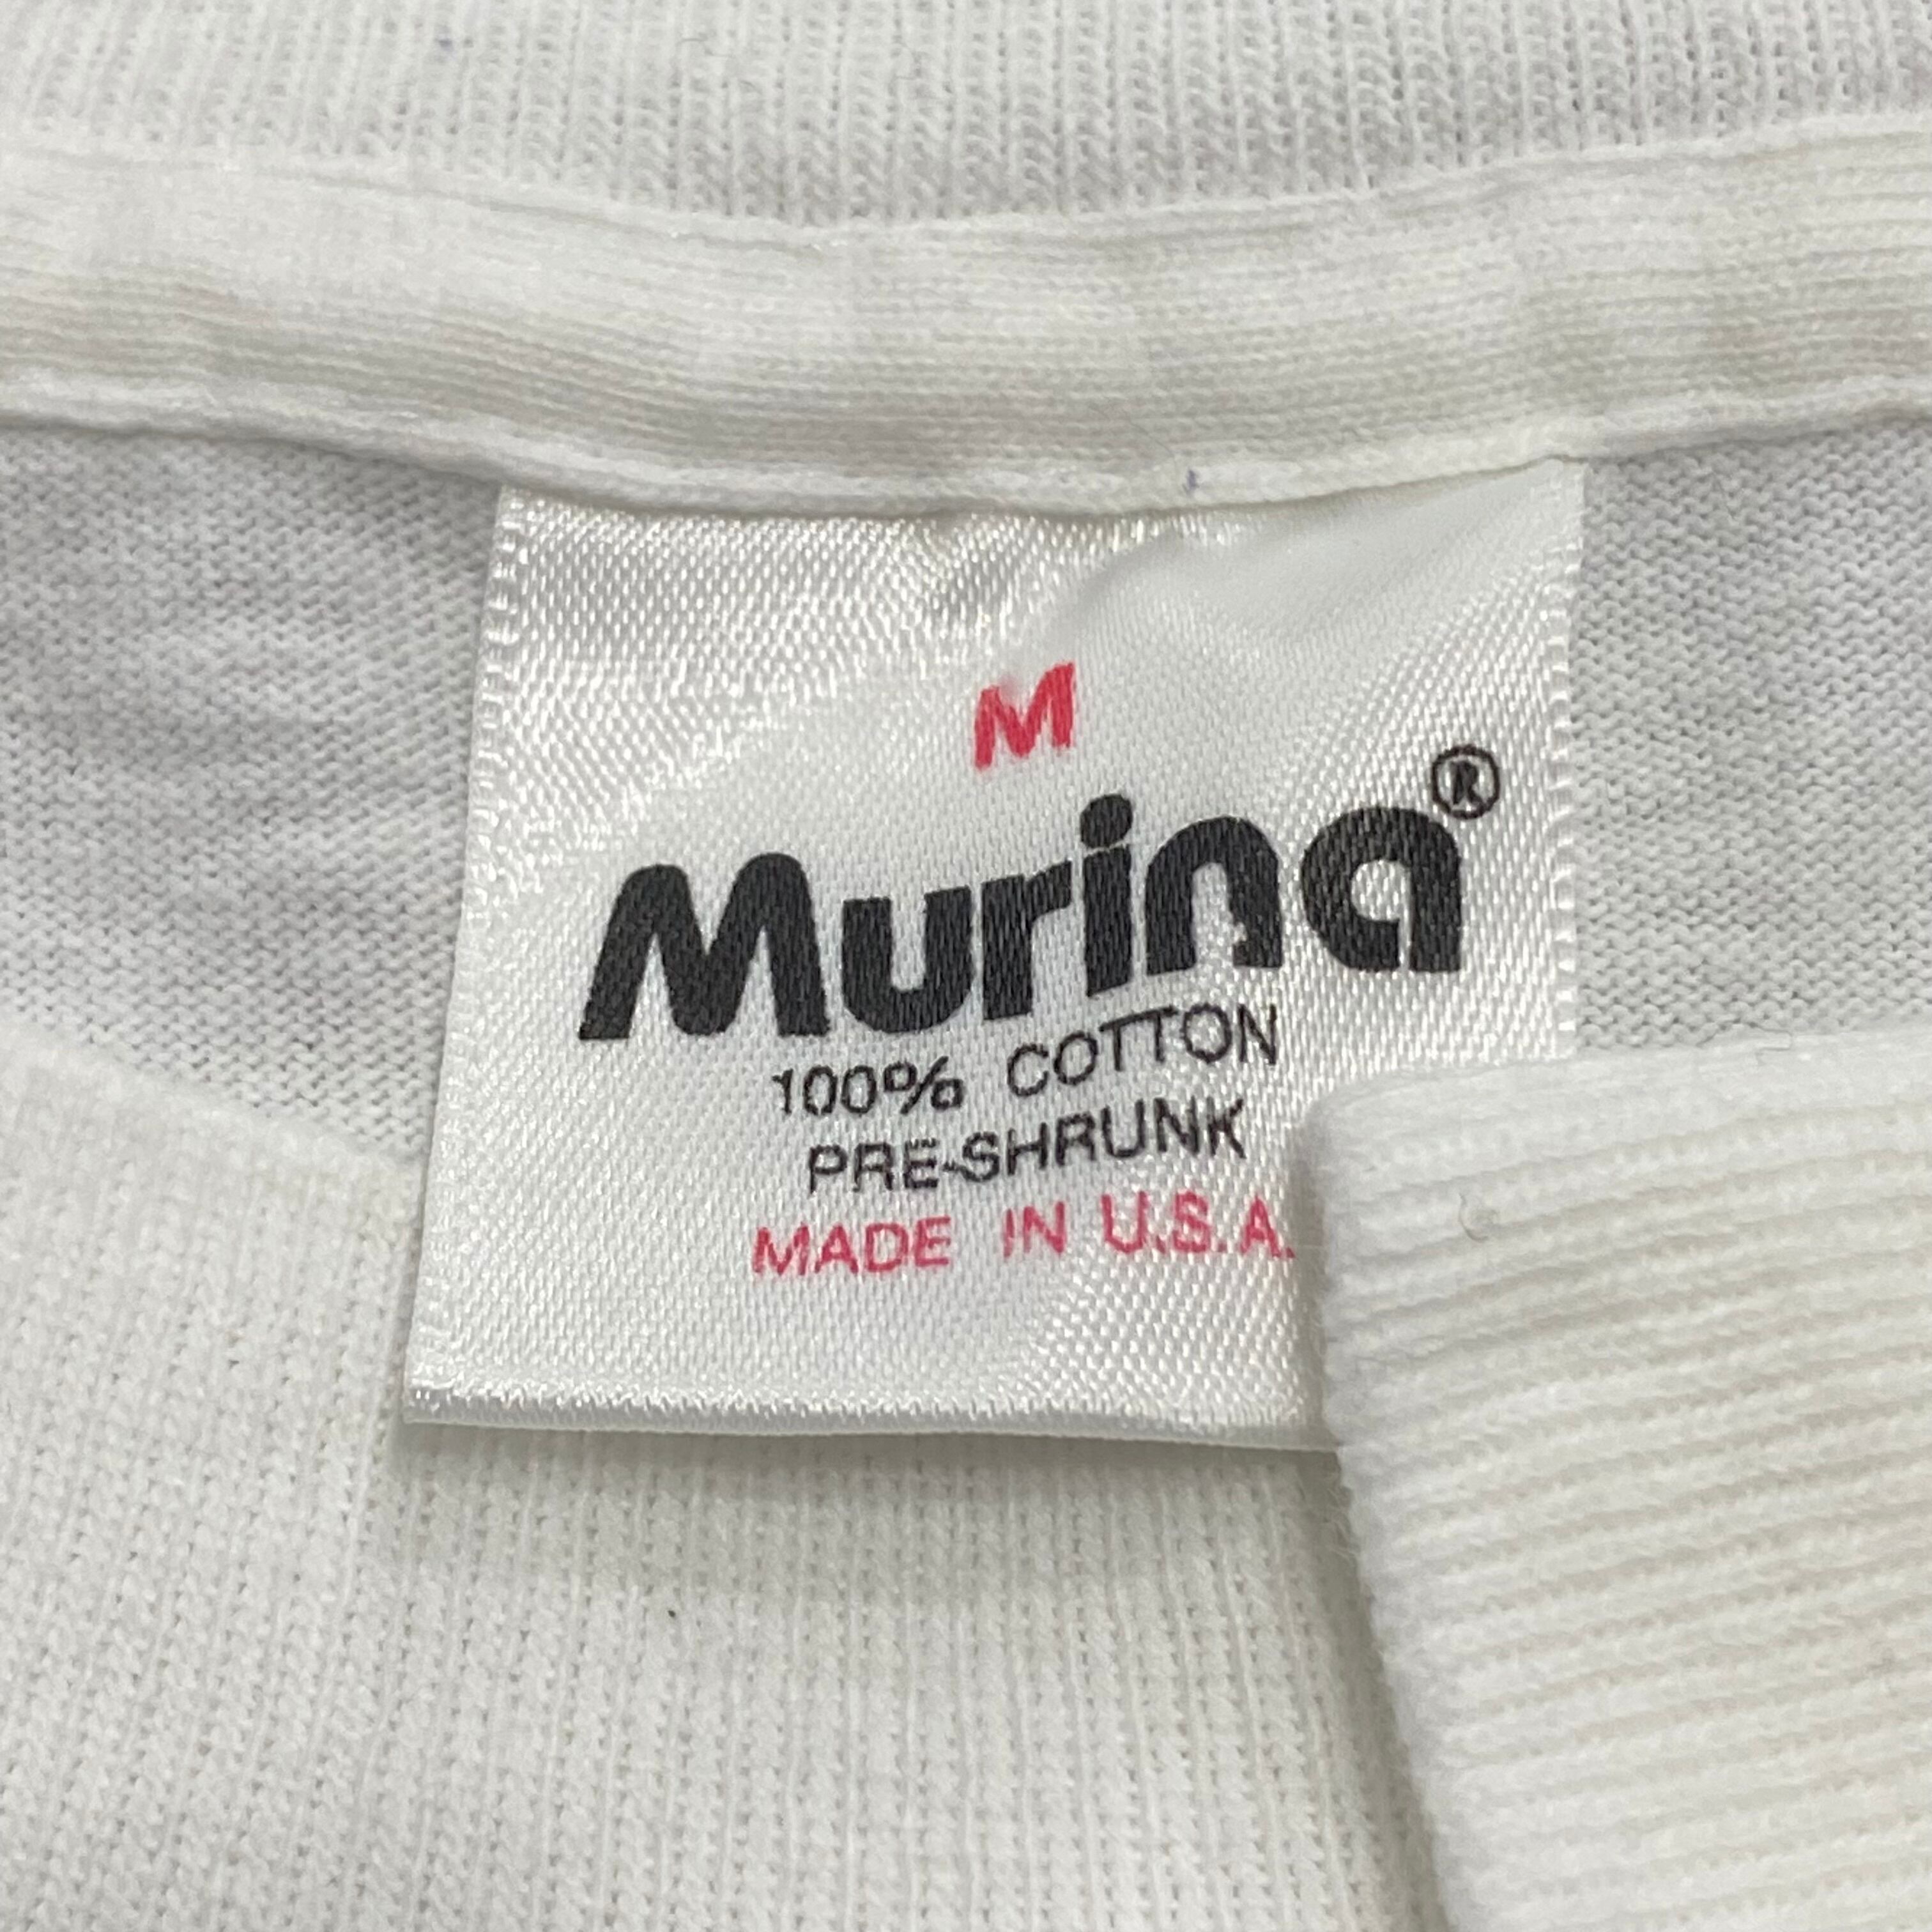 M
Murina®
100% COTTON
PRE-SHRUNK
MADE IN U.S.A.